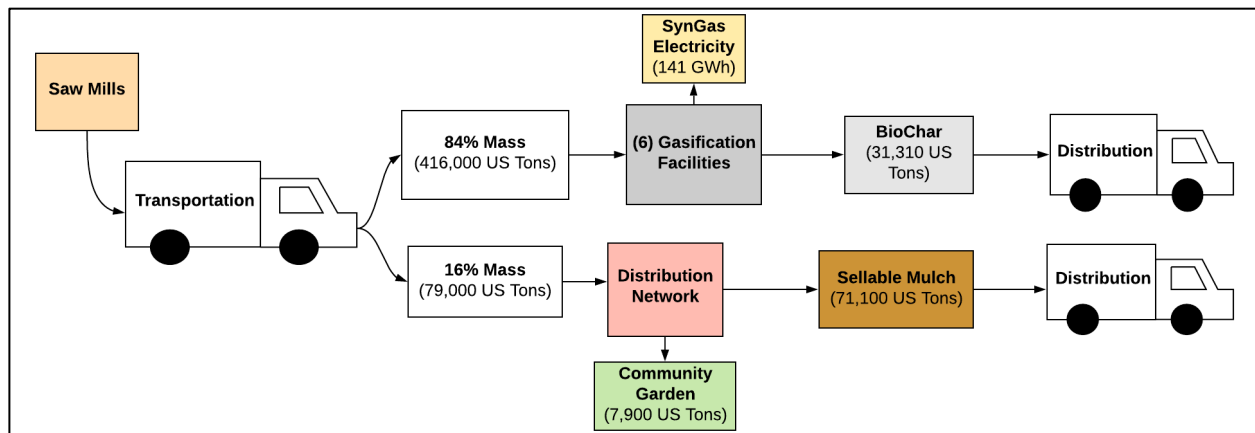 Saw Mills
Transportation
84% Mass
(416,000 US Tons)
SynGas
Electricity
(141 GWh)
(6) Gasification
Facilities
BioChar
(31,310 US
Tons)
Distribution
16% Mass
(79,000 US Tons)
Distribution
Network
Community
Garden
(7,900 US Tons)
Sellable Mulch
(71,100 US Tons)
Distribution